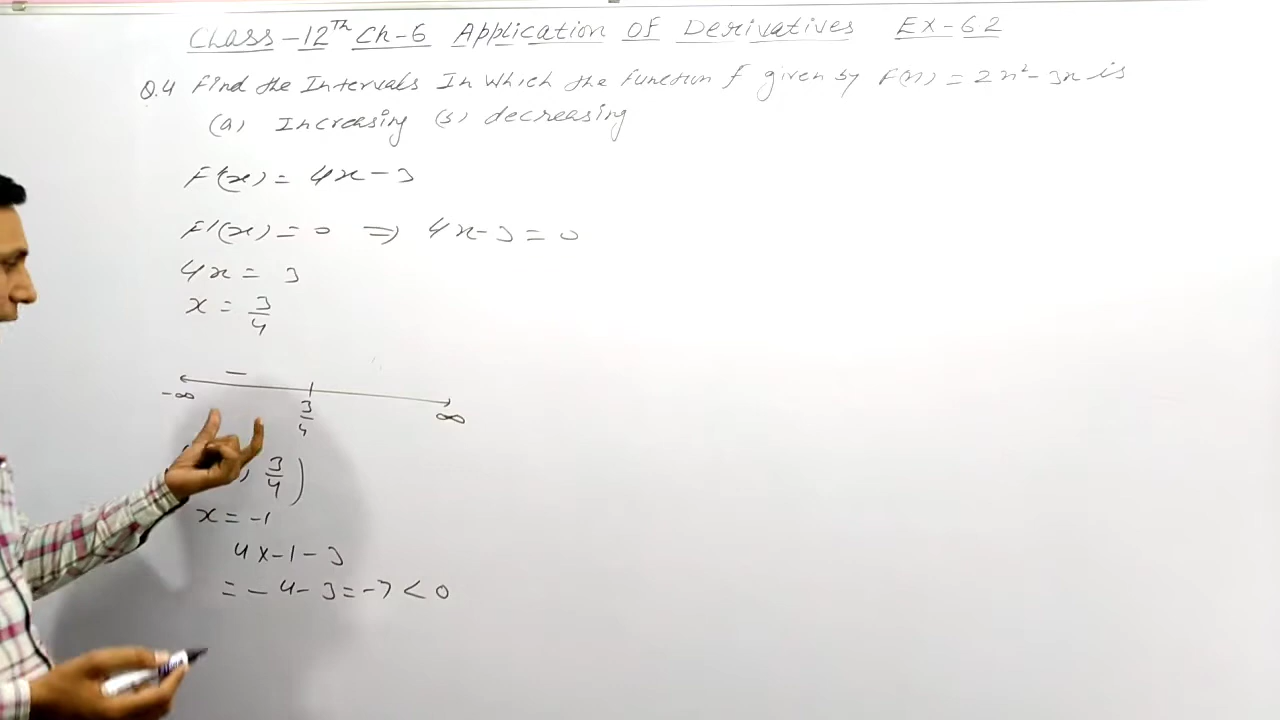 Class-12th Ch-6 Application Of Derivatives EX-6.2
Q.4 Find the Intervals In Which the function f given by F(x) = 2x² - 3x is
(a) Increasing (b) decreasing
F'(x) = 4x - 3
F'(x) = 0 ⇒ 4x - 3 = 0
4x = 3
x = 3/4
−
-∞ 3/4 ∞
, 3/4)
x = -1
4 x -1 - 3
= - 4 - 3 = -7 < 0